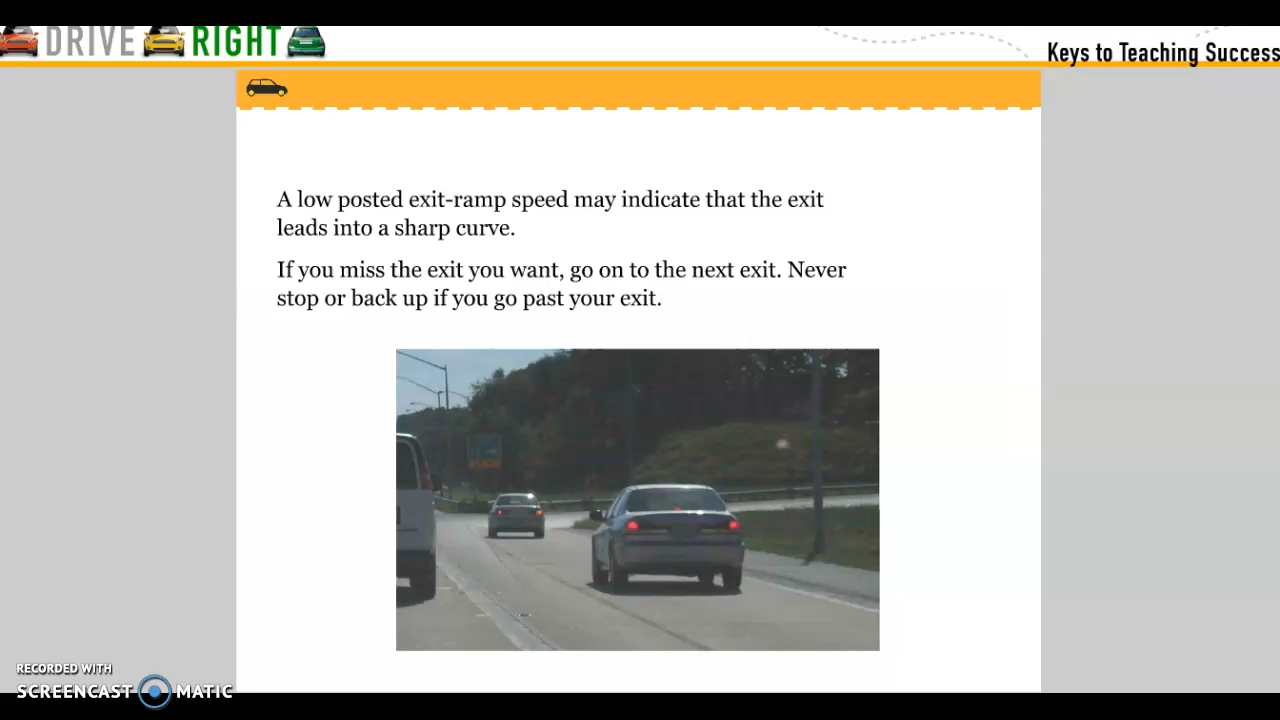 DRIVE RIGHT
Keys to Teaching Success
A low posted exit-ramp speed may indicate that the exit
leads into a sharp curve.
If you miss the exit you want, go on to the next exit. Never
stop or back up if you go past your exit.
RECORDED WITH
SCREENCAST MATIC